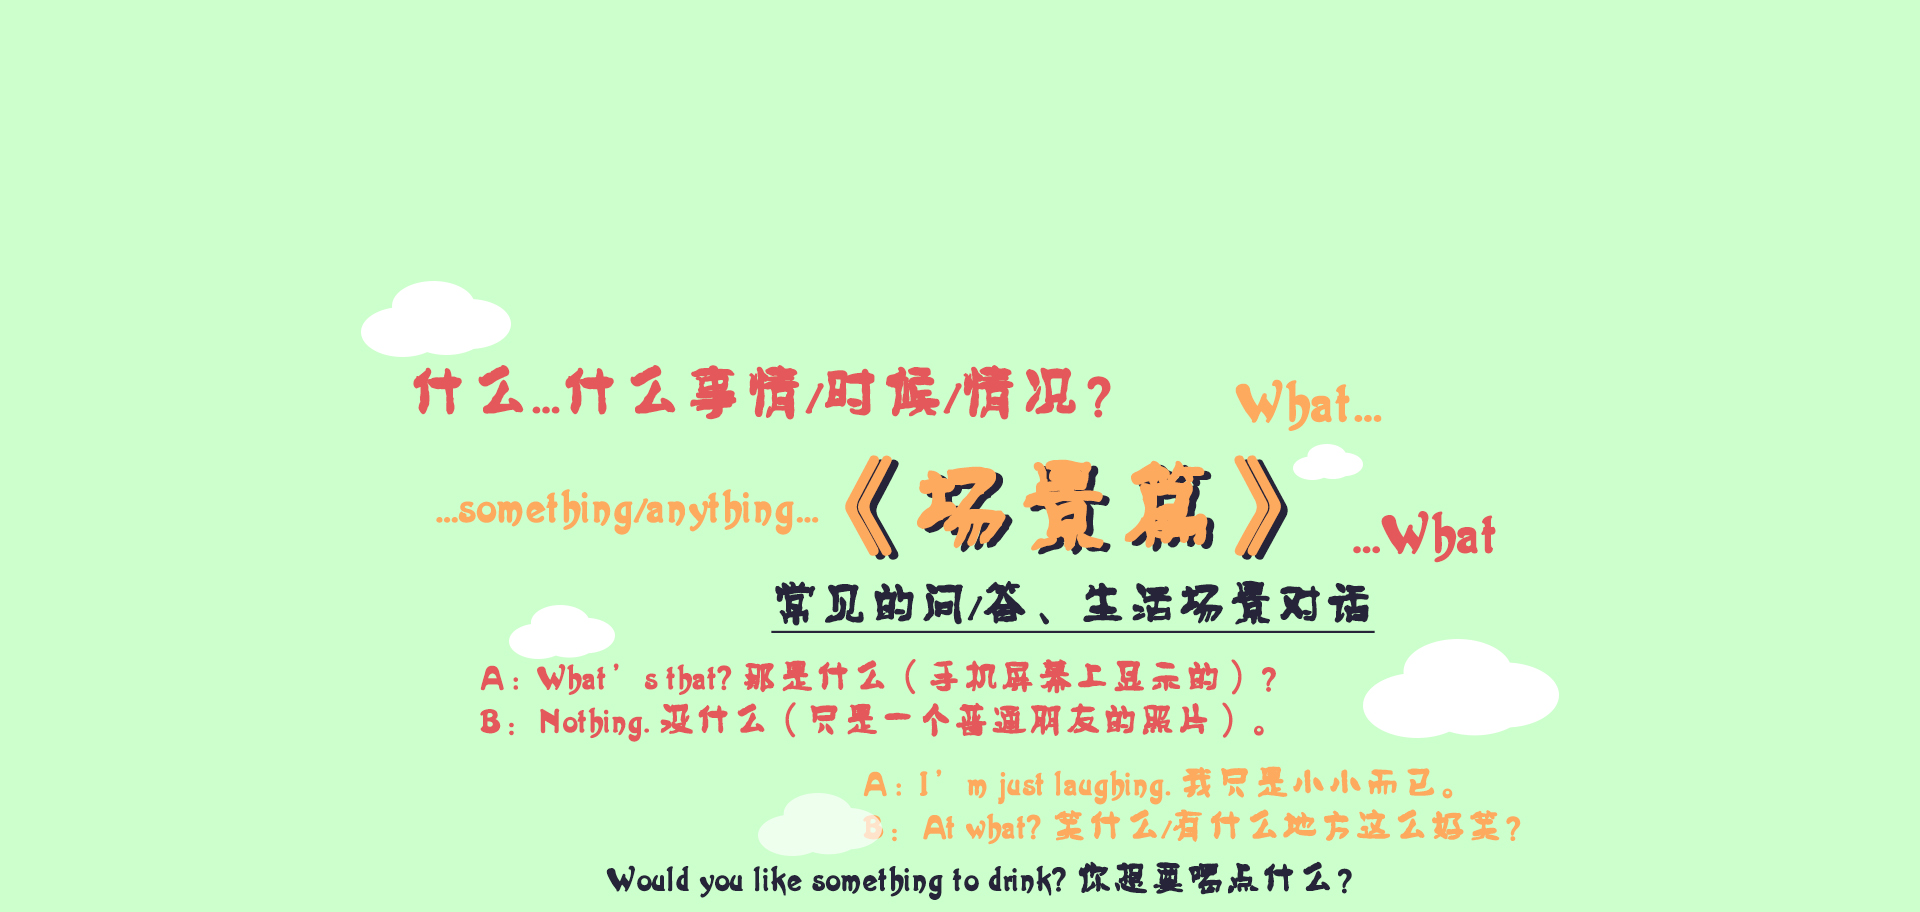 什么...什么事情/时候/情况？
What...
...something/anything...
《场景篇》
...What
常见的问/答、生活场景对话
A：What’s that? 那是什么（手机屏幕上显示的）？
B：Nothing. 没什么（只是一个普通朋友的照片）。
A：I’m just laughing. 我只是小小而已。
B：At what? 笑什么/有什么地方这么好笑？
Would you like something to drink? 你想要喝点什么？